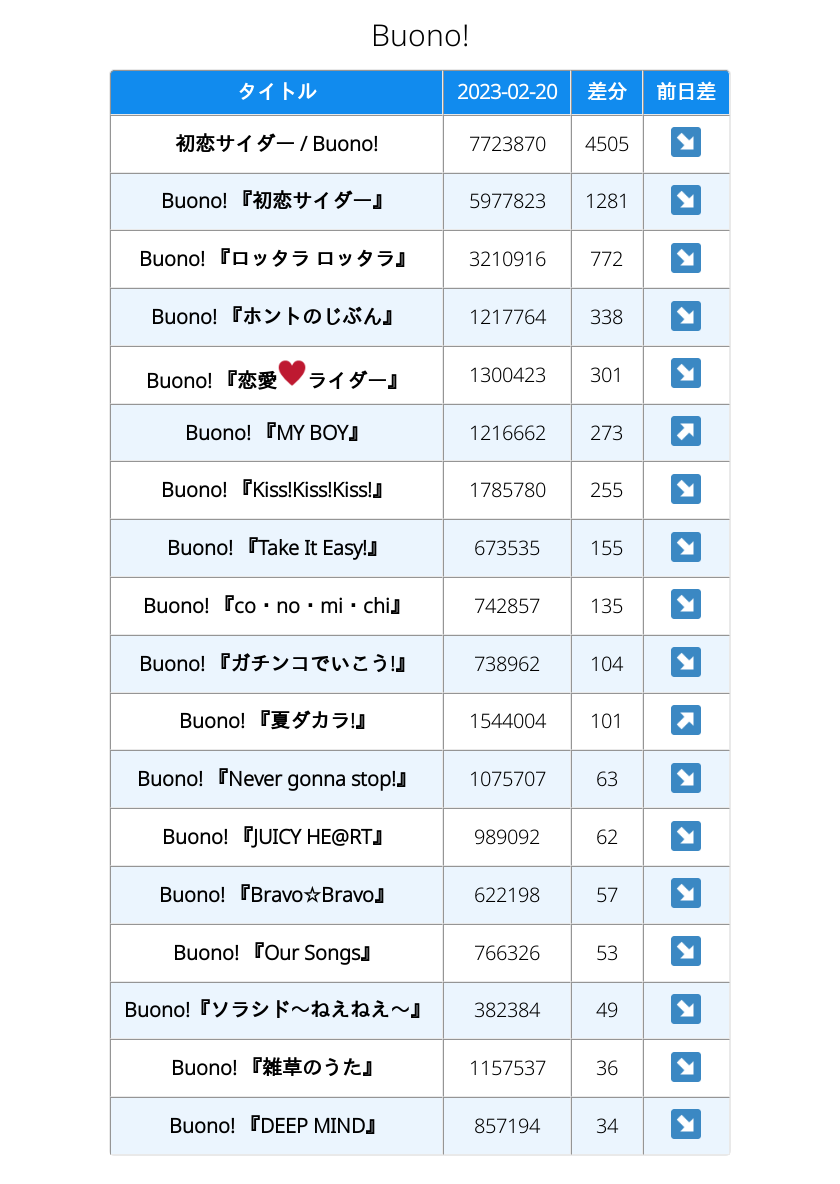 Buono!
タイトル 2023-02-20 差分 前日差
初恋サイダー / Buono! 7723870 4505 ↘
Buono! 『初恋サイダー』 5977823 1281 ↘
Buono! 『ロッタラ ロッタラ』 3210916 772 ↘
Buono! 『ホントのじぶん』 1217764 338 ↘
Buono! 『恋愛❤ライダー』 1300423 301 ↘
Buono! 『MY BOY』 1216662 273 ↗
Buono! 『Kiss!Kiss!Kiss!』 1785780 255 ↘
Buono! 『Take It Easy!』 673535 155 ↘
Buono! 『co・no・mi・chi』 742857 135 ↘
Buono! 『ガチンコでいこう!』 738962 104 ↘
Buono! 『夏ダカラ!』 1544004 101 ↗
Buono! 『Never gonna stop!』 1075707 63 ↘
Buono! 『JUICY HE@RT』 989092 62 ↘
Buono! 『Bravo☆Bravo』 622198 57 ↘
Buono! 『Our Songs』 766326 53 ↘
Buono!『ソラシド〜ねえねえ〜』 382384 49 ↘
Buono! 『雑草のうた』 1157537 36 ↘
Buono! 『DEEP MIND』 857194 34 ↘